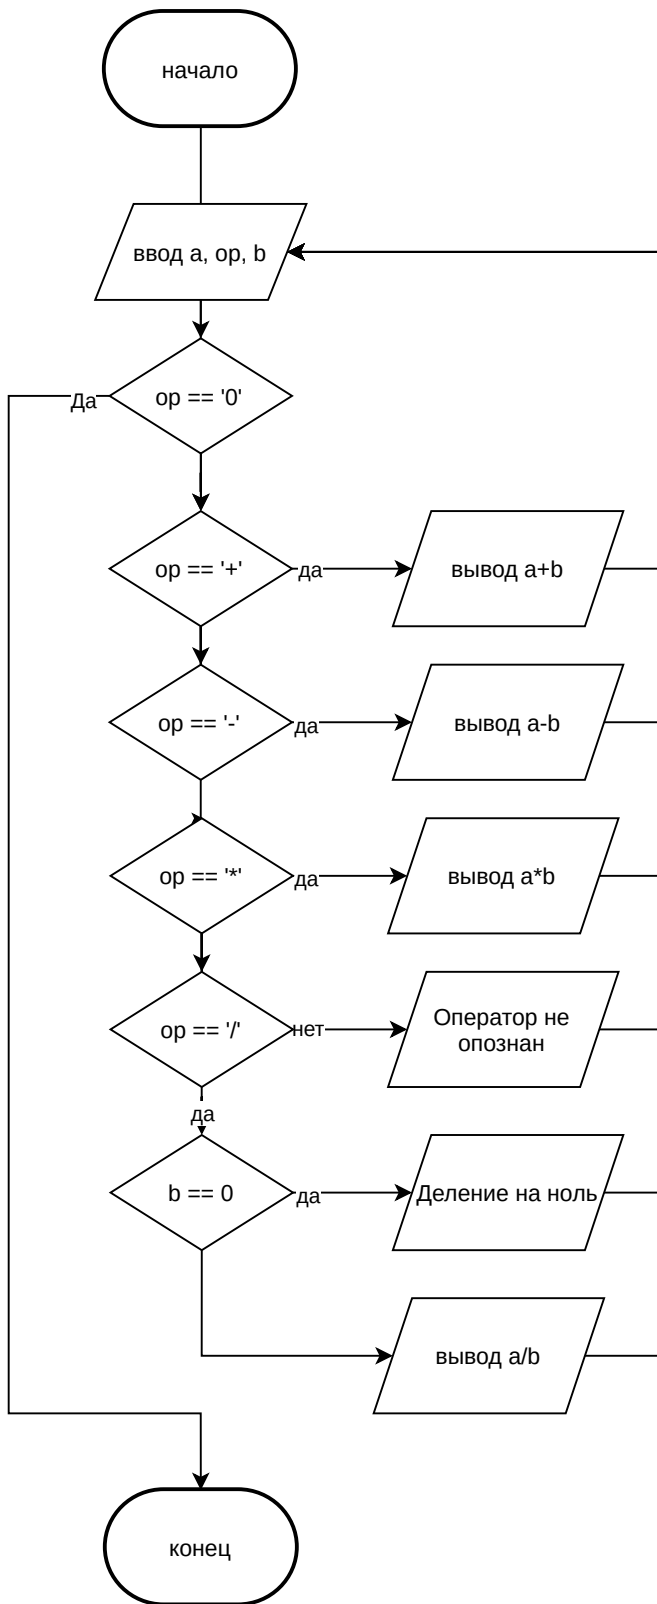 начало
ввод a, op, b
op == '0'
Да
op == '+'
да
вывод a+b
op == '-'
да
вывод a-b
op == '*'
да
вывод a*b
op == '/'
нет
Оператор не
опознан
да
b == 0
да
Деление на ноль
вывод a/b
конец